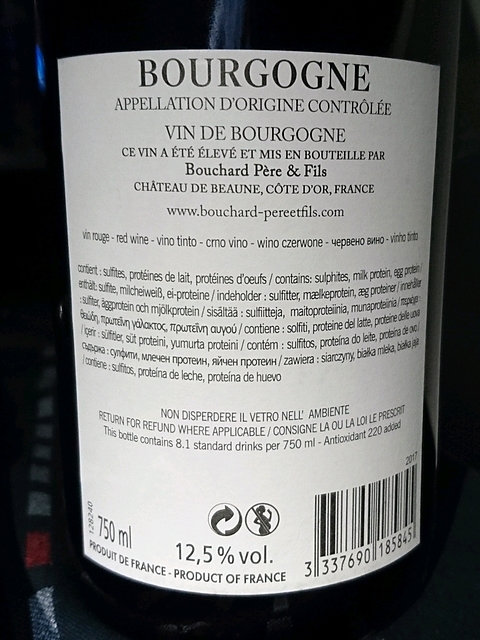 BOURGOGNE
APPELLATION D'ORIGINE CONTRÔLÉE
VIN DE BOURGOGNE
CE VIN A ÉTÉ ÉLEVÉ ET MIS EN BOUTEILLE PAR
Bouchard Père & Fils
CHÂTEAU DE BEAUNE, CÔTE D'OR, FRANCE
www.bouchard-pereetfils.com
vin rouge - red wine - vino tinto - crno vino - wino czerwone - червено вино - vinho tinto
contient : sulfites, protéines de lait, protéines d'oeufs / contains: sulphites, milk protein, egg protein /
enthält: sulfite, milcheiweiß, ei-proteine / indeholder : sulfitter, mælkeprotein, æg proteiner / innehåller
: sulfiter, äggprotein och mjölkprotein / sisältää : sulfiitteja, maitoproteiinia, munaproteiinia / περιέχει :
θειώδη, πρωτεΐνη γάλακτος, πρωτεΐνη αυγού / contiene : solfiti, proteine del latte, proteine delle uova
/ içerir : sülfitler, süt proteini, yumurta proteini / contém : sulfitos, proteína do leite, proteína de ovo /
съдържа : сулфити, млечен протеин, яйчен протеин / zawiera : siarczyny, białka mleka, białka jaja
/ contiene : sulfitos, proteína de leche, proteína de huevo
NON DISPERDERE IL VETRO NELL' AMBIENTE
RETURN FOR REFUND WHERE APPLICABLE / CONSIGNE LA OU LA LOI LE PRESCRIT
This bottle contains 8.1 standard drinks per 750 ml - Antioxidant 220 added
2017
128240
750 ml
12,5 % vol.
PRODUIT DE FRANCE - PRODUCT OF FRANCE
3 337690 185845